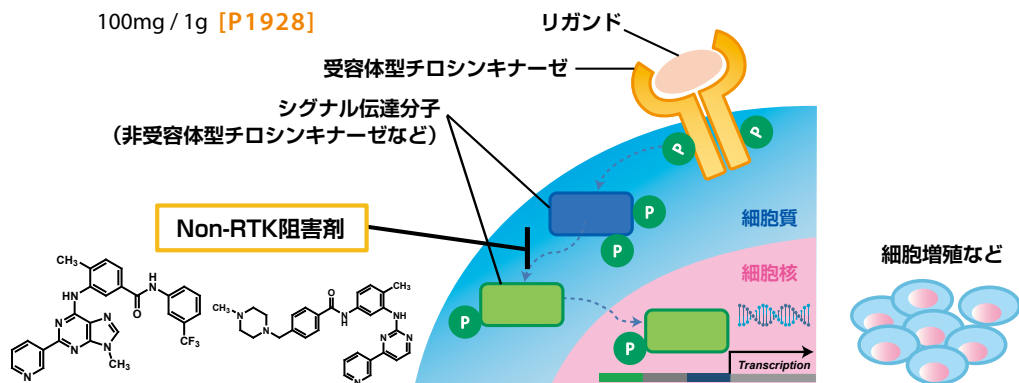 100mg / 1g [P1928]
リガンド
受容体型チロシンキナーゼ
シグナル伝達分子
（非受容体型チロシンキナーゼなど）
P
P
P
P
Non-RTK阻害剤
細胞質
細胞核
細胞増殖など
P
P
Transcription
CH3
HN
O
N
H
CF3
N
N
N
N
CH3
N
CH3
N
N
O
N
H
CH3
HN
N
N
N